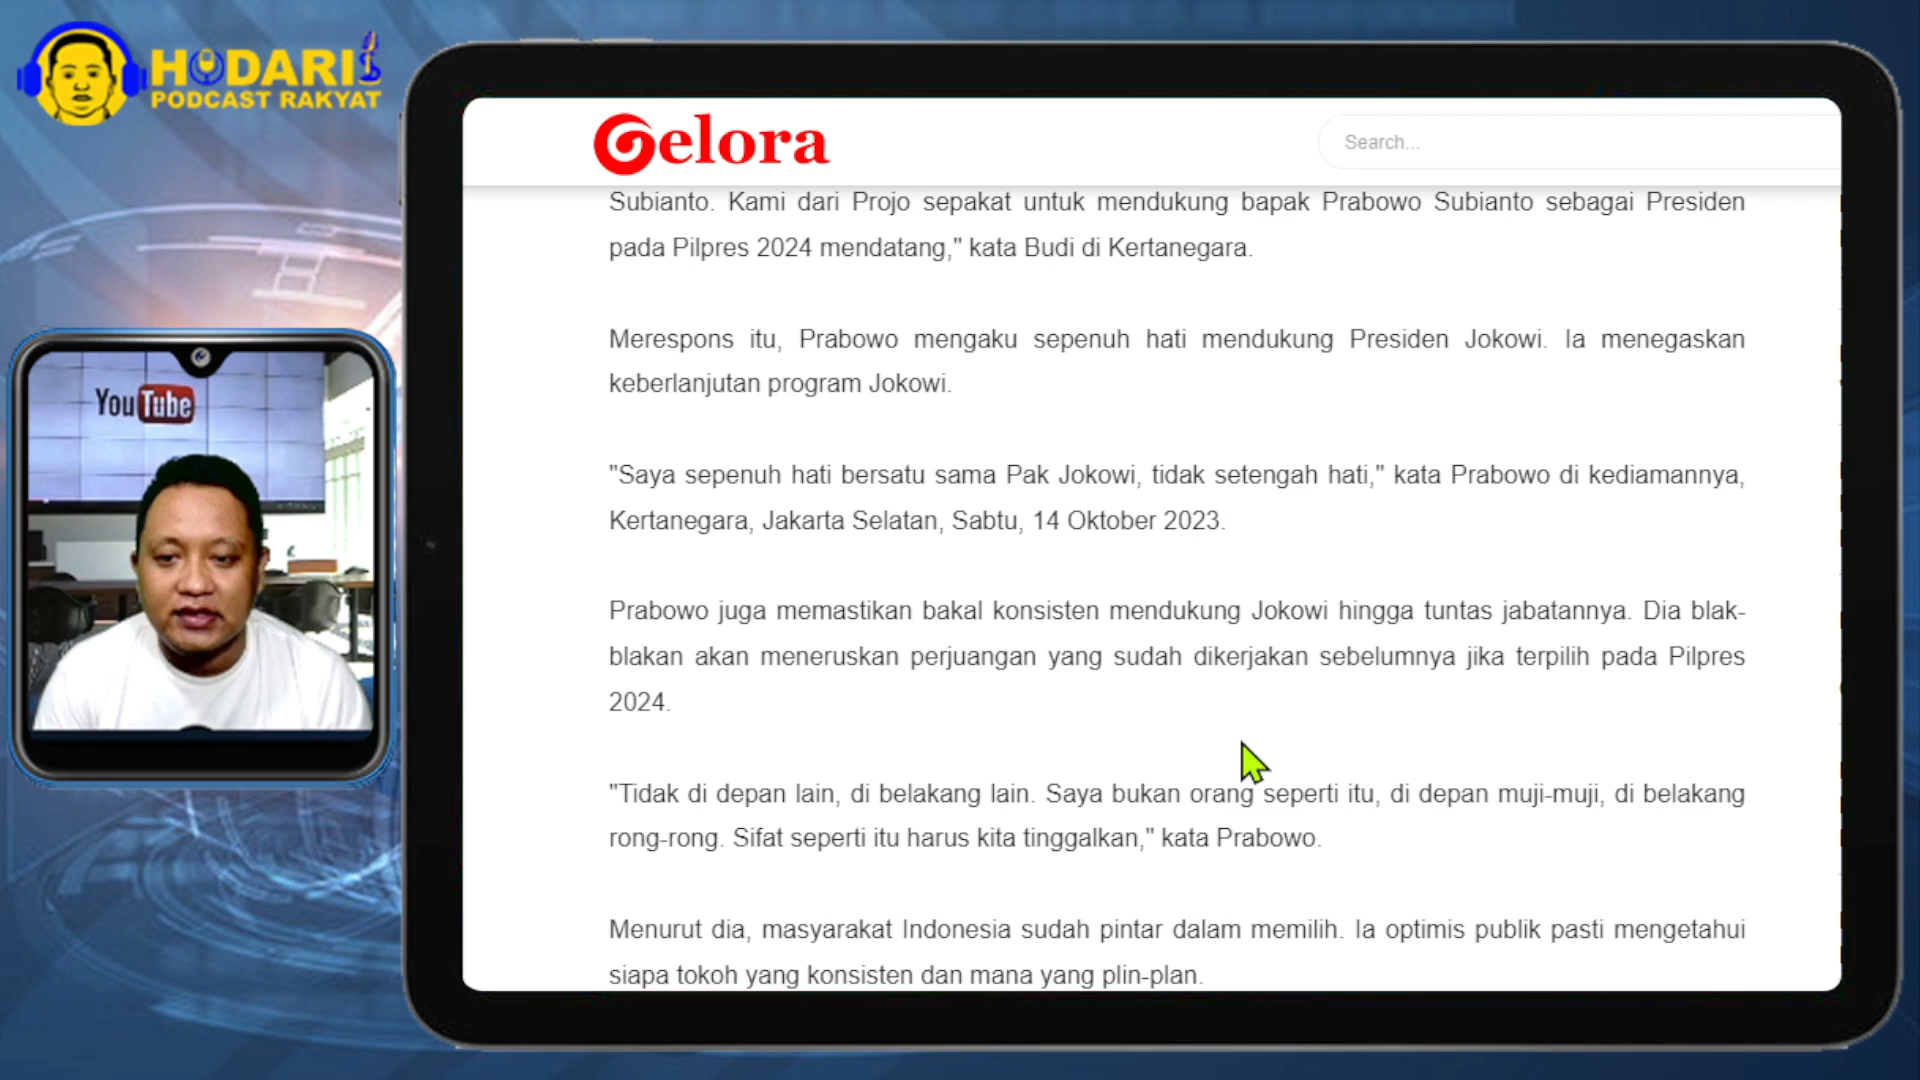 HODARI
PODCAST RAKYAT
YouTube
Gelora
Search...
Subianto. Kami dari Projo sepakat untuk mendukung bapak Prabowo Subianto sebagai Presiden
pada Pilpres 2024 mendatang," kata Budi di Kertanegara.
Merespons itu, Prabowo mengaku sepenuh hati mendukung Presiden Jokowi. Ia menegaskan
keberlanjutan program Jokowi.
"Saya sepenuh hati bersatu sama Pak Jokowi, tidak setengah hati," kata Prabowo di kediamannya,
Kertanegara, Jakarta Selatan, Sabtu, 14 Oktober 2023.
Prabowo juga memastikan bakal konsisten mendukung Jokowi hingga tuntas jabatannya. Dia blak-
blakan akan meneruskan perjuangan yang sudah dikerjakan sebelumnya jika terpilih pada Pilpres
2024.
"Tidak di depan lain, di belakang lain. Saya bukan orang seperti itu, di depan muji-muji, di belakang
rong-rong. Sifat seperti itu harus kita tinggalkan," kata Prabowo.
Menurut dia, masyarakat Indonesia sudah pintar dalam memilih. Ia optimis publik pasti mengetahui
siapa tokoh yang konsisten dan mana yang plin-plan.